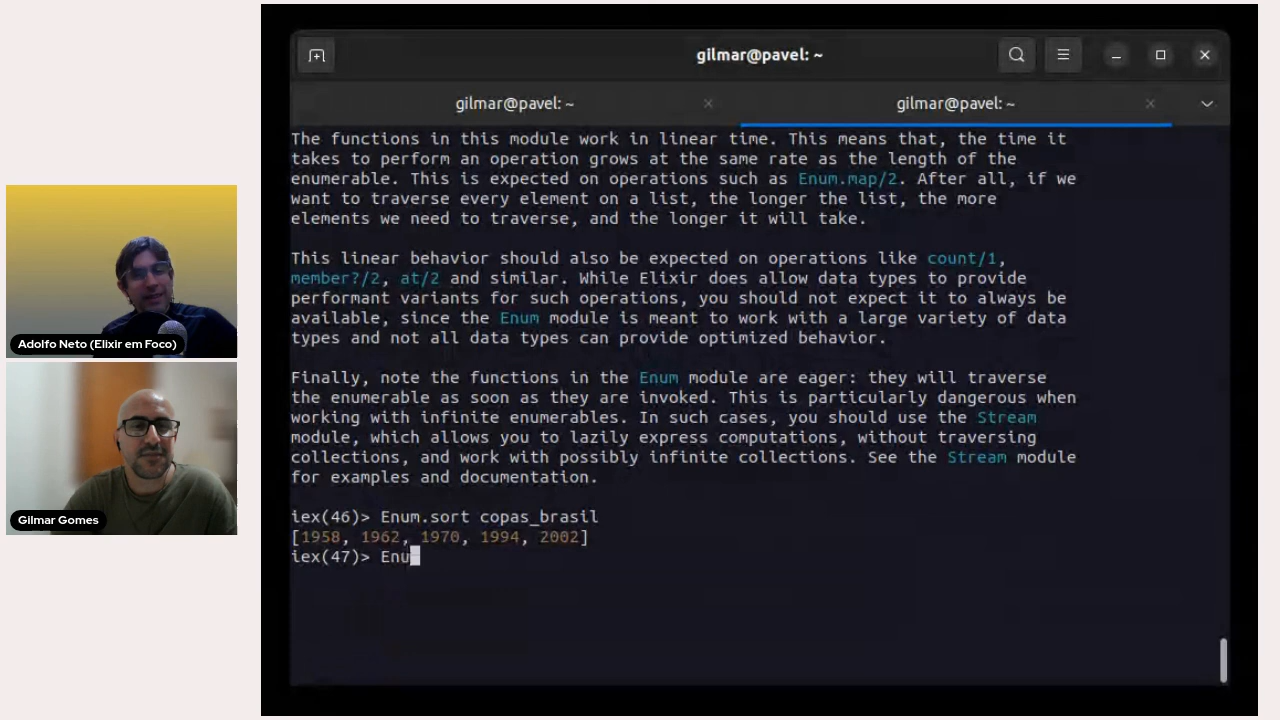 gilmar@pavel: ~
gilmar@pavel: ~
gilmar@pavel: ~
The functions in this module work in linear time. This means that, the time it
takes to perform an operation grows at the same rate as the length of the
enumerable. This is expected on operations such as Enum.map/2. After all, if we
want to traverse every element on a list, the longer the list, the more
elements we need to traverse, and the longer it will take.
This linear behavior should also be expected on operations like count/1,
member?/2, at/2 and similar. While Elixir does allow data types to provide
performant variants for such operations, you should not expect it to always be
available, since the Enum module is meant to work with a large variety of data
types and not all data types can provide optimized behavior.
Finally, note the functions in the Enum module are eager: they will traverse
the enumerable as soon as they are invoked. This is particularly dangerous when
working with infinite enumerables. In such cases, you should use the Stream
module, which allows you to lazily express computations, without traversing
collections, and work with possibly infinite collections. See the Stream module
for examples and documentation.
iex(46)> Enum.sort copas_brasil
[1958, 1962, 1970, 1994, 2002]
iex(47)> Enu
Adolfo Neto (Elixir em Foco)
Gilmar Gomes